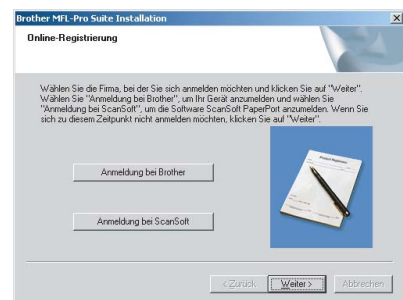 Brother MFL-Pro Suite Installation
Online-Registrierung
Wählen Sie die Firma, bei der Sie sich anmelden möchten und klicken Sie auf "Weiter".
Wählen Sie "Anmeldung bei Brother", um Ihr Gerät anzumelden und wählen Sie
"Anmeldung bei ScanSoft", um die Software ScanSoft PaperPort anzumelden. Wenn Sie
sich zu diesem Zeitpunkt nicht anmelden möchten, klicken Sie auf "Weiter".
Product Registration
Anmeldung bei Brother
Anmeldung bei ScanSoft
< Zurück
Weiter >
Abbrechen